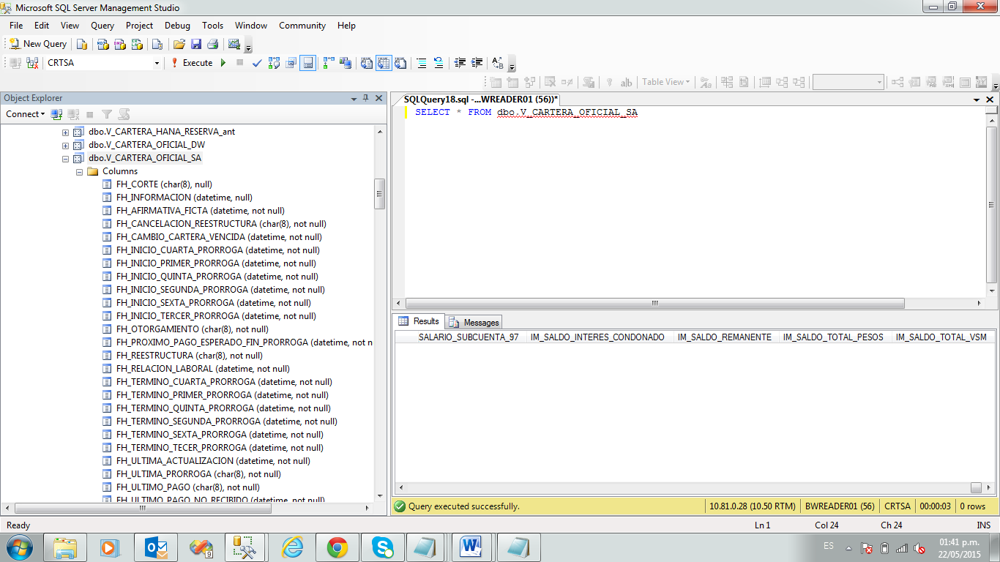 Microsoft SQL Server Management Studio
File Edit View Query Project Debug Tools Window Community Help
New Query
CRTSA Execute
Table View
Object Explorer
SQLQuery18.sql -...WREADER01 (56))*
Connect
SELECT * FROM dbo.V_CARTERA_OFICIAL_SA
dbo.V_CARTERA_HANA_RESERVA_ant
dbo.V_CARTERA_OFICIAL_DW
dbo.V_CARTERA_OFICIAL_SA
Columns
FH_CORTE (char(8), null)
FH_INFORMACION (datetime, null)
FH_AFIRMATIVA_FICTA (datetime, not null)
FH_CANCELACION_REESTRUCTURA (char(8), not null)
FH_CAMBIO_CARTERA_VENCIDA (datetime, not null)
FH_INICIO_CUARTA_PRORROGA (datetime, not null)
FH_INICIO_PRIMER_PRORROGA (datetime, not null)
FH_INICIO_QUINTA_PRORROGA (datetime, not null)
FH_INICIO_SEGUNDA_PRORROGA (datetime, not null)
FH_INICIO_SEXTA_PRORROGA (datetime, not null)
FH_INICIO_TERCER_PRORROGA (datetime, not null)
FH_OTORGAMIENTO (char(8), not null)
FH_PROXIMO_PAGO_ESPERADO_FIN_PRORROGA (datetime, not n
FH_REESTRUCTURA (char(8), not null)
FH_RELACION_LABORAL (datetime, not null)
FH_TERMINO_CUARTA_PRORROGA (datetime, not null)
FH_TERMINO_PRIMER_PRORROGA (datetime, not null)
FH_TERMINO_QUINTA_PRORROGA (datetime, not null)
FH_TERMINO_SEGUNDA_PRORROGA (datetime, not null)
FH_TERMINO_SEXTA_PRORROGA (datetime, not null)
FH_TERMINO_TECER_PRORROGA (datetime, not null)
FH_ULTIMA_ACTUALIZACION (datetime, not null)
FH_ULTIMA_PRORROGA (char(8), not null)
FH_ULTIMO_PAGO (char(8), not null)
FH_ULTIMO_PAGO_NO_RECIBIDO (datetime, not null)
Results Messages
SALARIO_SUBCUENTA_97 IM_SALDO_INTERES_CONDONADO IM_SALDO_REMANENTE IM_SALDO_TOTAL_PESOS IM_SALDO_TOTAL_VSM
Query executed successfully. 10.81.0.28 (10.50 RTM) BWREADER01 (56) CRTSA 00:00:03 0 rows
Ready Ln 1 Col 24 Ch 24 INS
9
ES
01:41 p.m.
22/05/2015